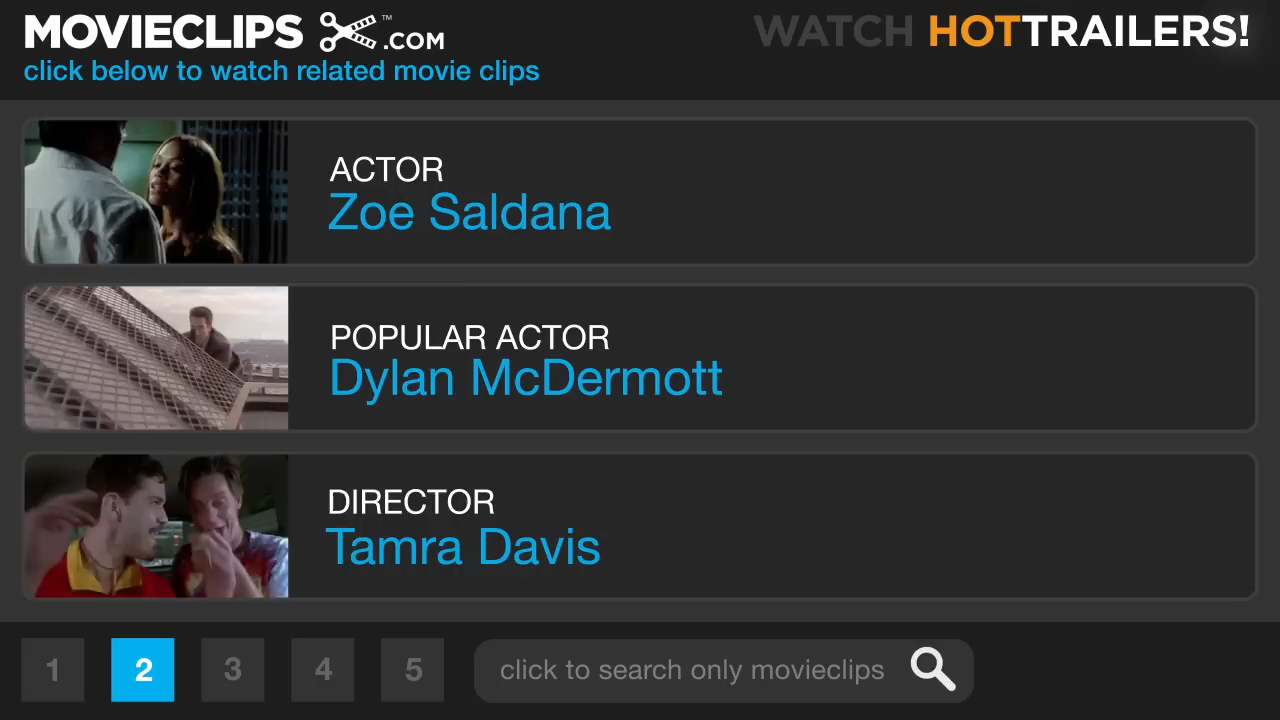 MOVIECLIPS ™ .COM
WATCH HOTTRAILERS!
click below to watch related movie clips
ACTOR
Zoe Saldana
POPULAR ACTOR
Dylan McDermott
DIRECTOR
Tamra Davis
1 2 3 4 5 click to search only movieclips